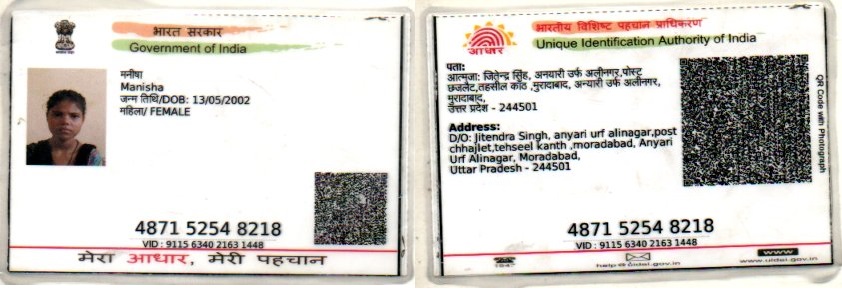 भारत सरकार
Government of India
मनीषा
Manisha
जन्म तिथि/DOB: 13/05/2002
महिला/ FEMALE
4871 5254 8218
VID : 9115 6340 2163 1448
मेरा आधार, मेरी पहचान
भारतीय विशिष्ट पहचान प्राधिकरण
Unique Identification Authority of India
आधार
पता:
आत्मजा: जितेन्द्र सिंह, अनयारी उर्फ अलीनगर,पोस्ट
छजलेट,तहसील कांठ ,मुरादाबाद, अन्यारी उर्फ अलीनगर,
मुरादाबाद,
उत्तर प्रदेश - 244501
Address:
D/O: Jitendra Singh, anyari urf alinagar,post
chhajlet,tehseel kanth ,moradabad, Anyari
Urf Alinagar, Moradabad,
Uttar Pradesh - 244501
QR Code with Photograph
4871 5254 8218
VID : 9115 6340 2163 1448
1947
help@uidai.gov.in
www
www.uidai.gov.in